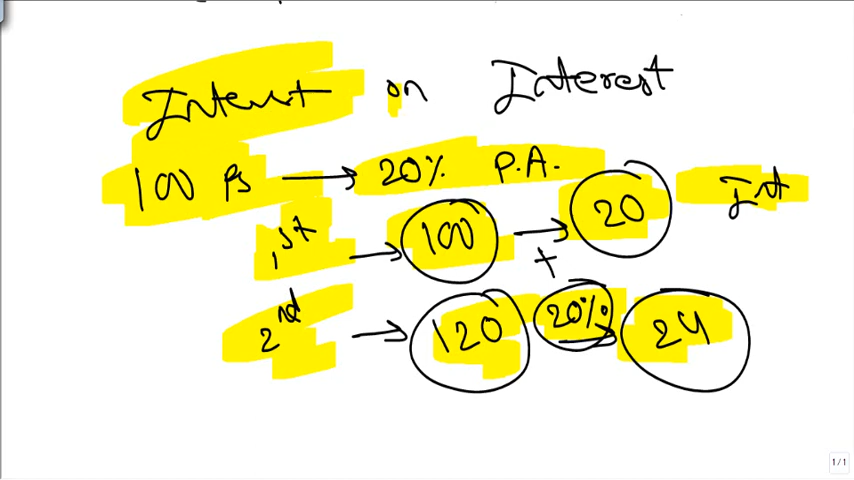 Interest on Interest
100 Rs → 20% P.A.
1st → 100 → 20 Int
+
2nd → 120 20% → 24
1/1